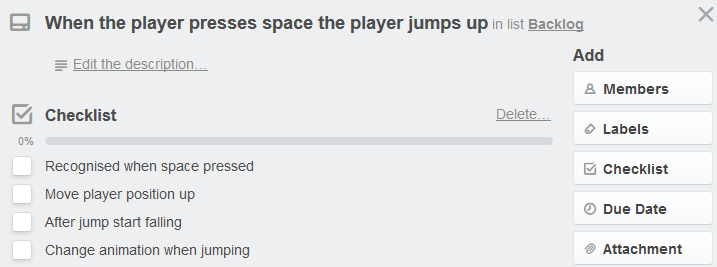 When the player presses space the player jumps up in list Backlog
Edit the description...
Add
Members
Checklist
Delete...
Labels
0%
Recognised when space pressed
Checklist
Move player position up
Due Date
After jump start falling
Change animation when jumping
Attachment